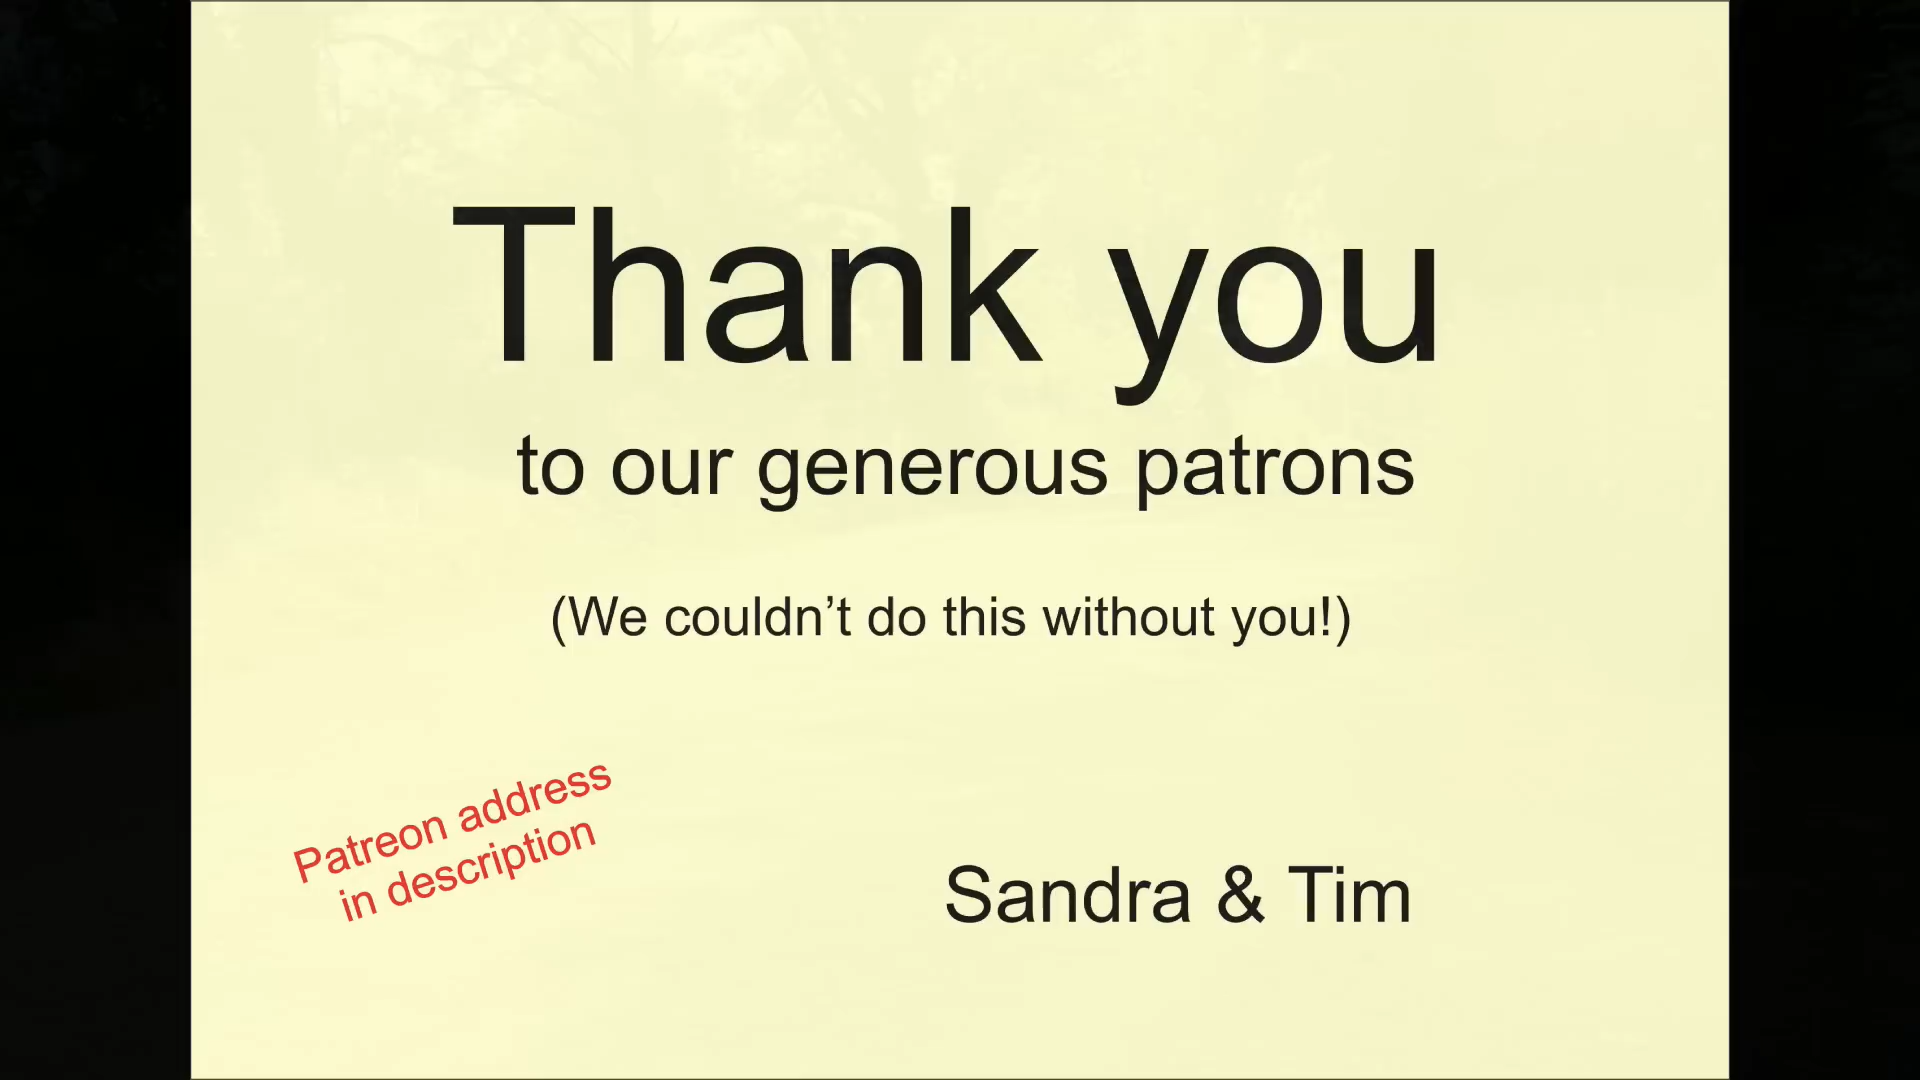 Thank you
to our generous patrons
(We couldn’t do this without you!)
Patreon address
in description
Sandra & Tim